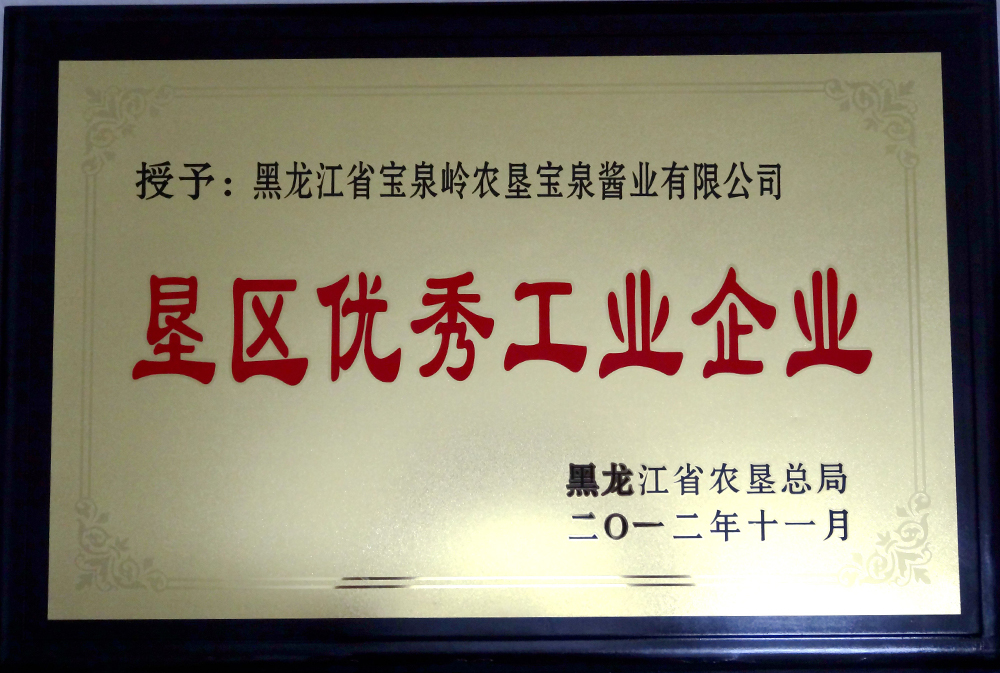 授予：黑龙江省宝泉岭农垦宝泉酱业有限公司
垦区优秀工业企业
黑龙江省农垦总局
二〇一二年十一月